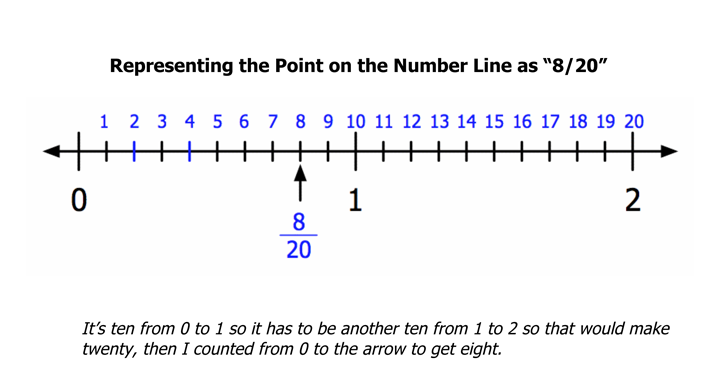 Representing the Point on the Number Line as “8/20”
1 2 3 4 5 6 7 8 9 10 11 12 13 14 15 16 17 18 19 20
0 1 2
8
20
It’s ten from 0 to 1 so it has to be another ten from 1 to 2 so that would make
twenty, then I counted from 0 to the arrow to get eight.